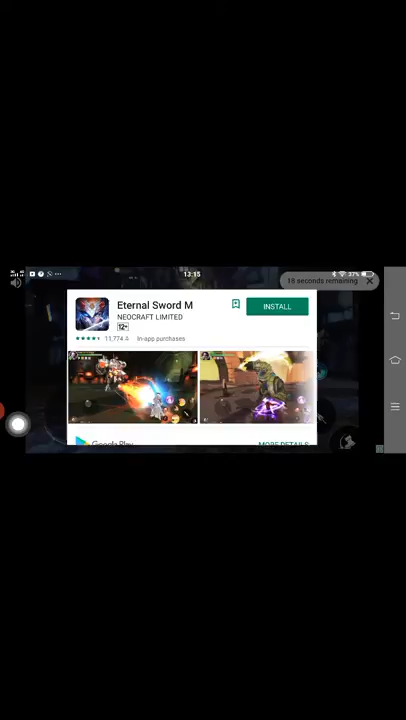 13:15
37%
18 seconds remaining
Eternal Sword M
NEOCRAFT LIMITED
12+
INSTALL
11,774
In-app purchases
Google Play
MORE DETAILS